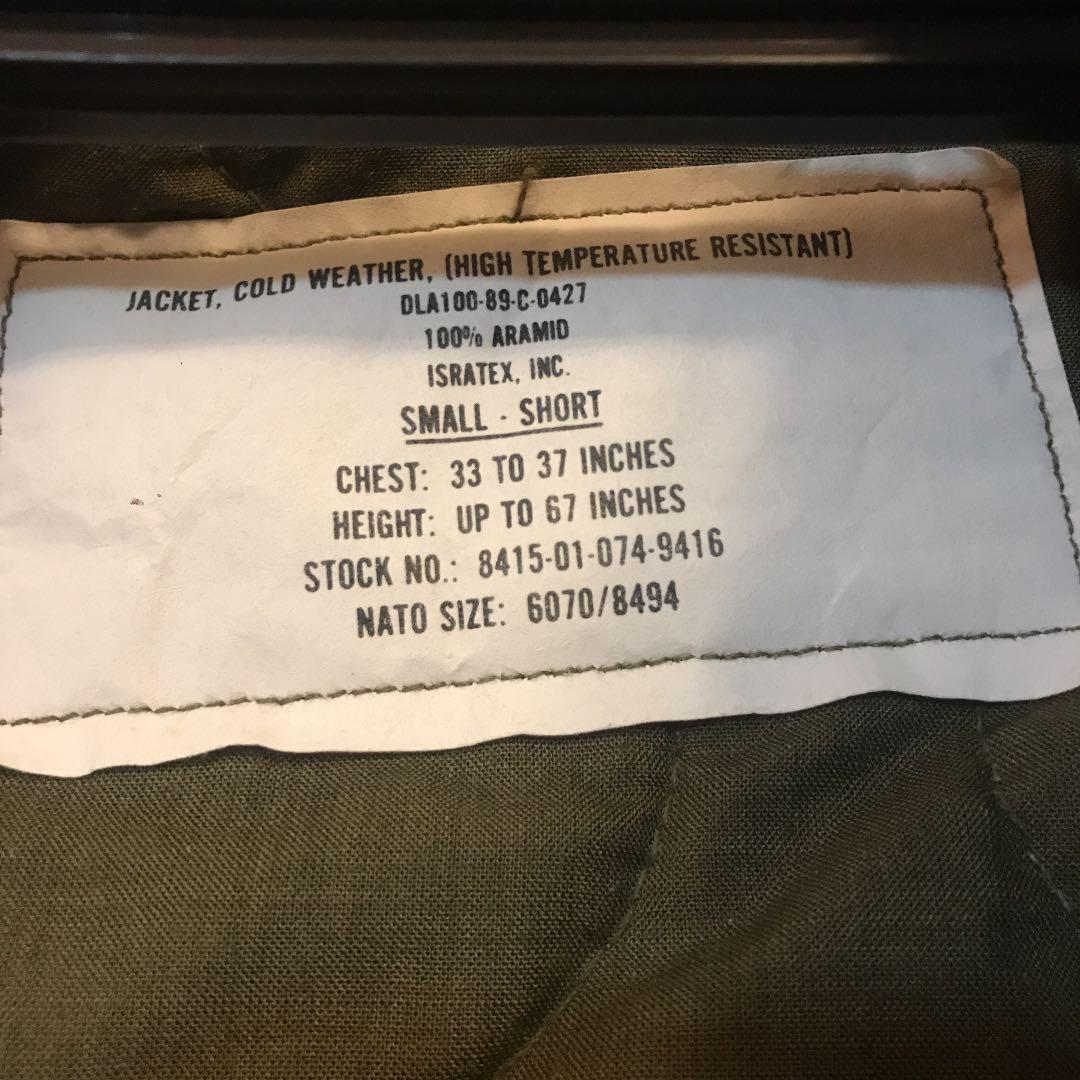 JACKET, COLD WEATHER, (HIGH TEMPERATURE RESISTANT)
DLA100-89-C-0427
100% ARAMID
ISRATEX, INC.
SMALL - SHORT
CHEST: 33 TO 37 INCHES
HEIGHT: UP TO 67 INCHES
STOCK NO.: 8415-01-074-9416
NATO SIZE: 6070/8494